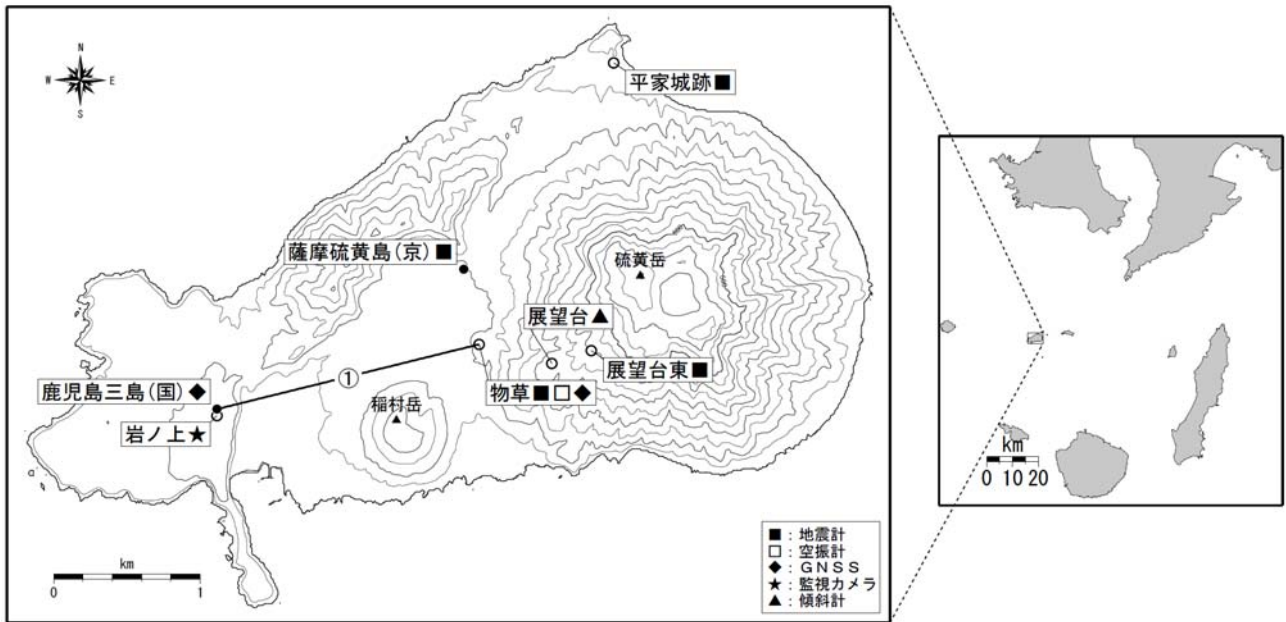 N
W E
S
平家城跡■
薩摩硫黄島(京)■
硫黄岳
展望台▲
展望台東■
①
物草■□◆
鹿児島三島(国)◆
岩ノ上★
稲村岳
km
0 1
■:地震計
□:空振計
◆:GNSS
★:監視カメラ
▲:傾斜計
km
0 10 20